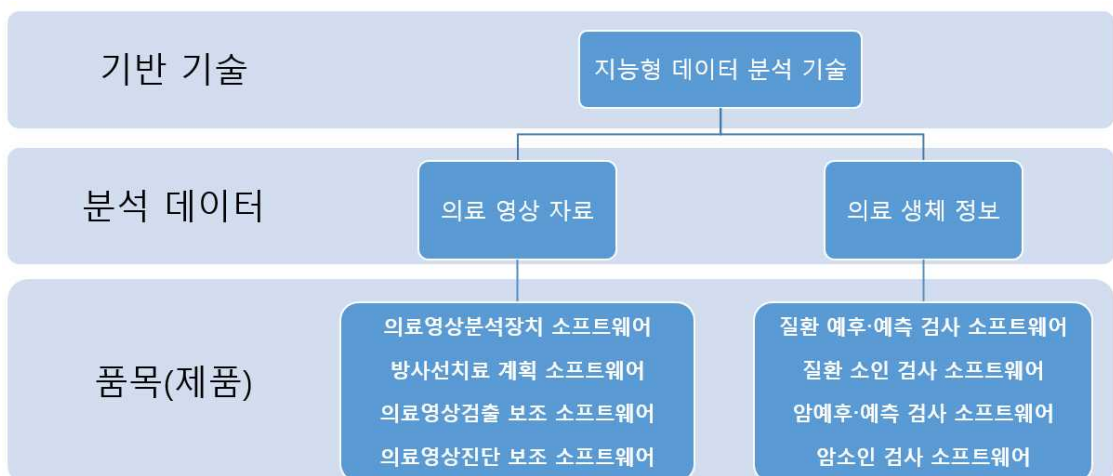 기반 기술
지능형 데이터 분석 기술
분석 데이터
의료 영상 자료
의료 생체 정보
품목(제품)
의료영상분석장치 소프트웨어
방사선치료 계획 소프트웨어
의료영상검출 보조 소프트웨어
의료영상진단 보조 소프트웨어
질환 예후·예측 검사 소프트웨어
질환 소인 검사 소프트웨어
암예후·예측 검사 소프트웨어
암소인 검사 소프트웨어